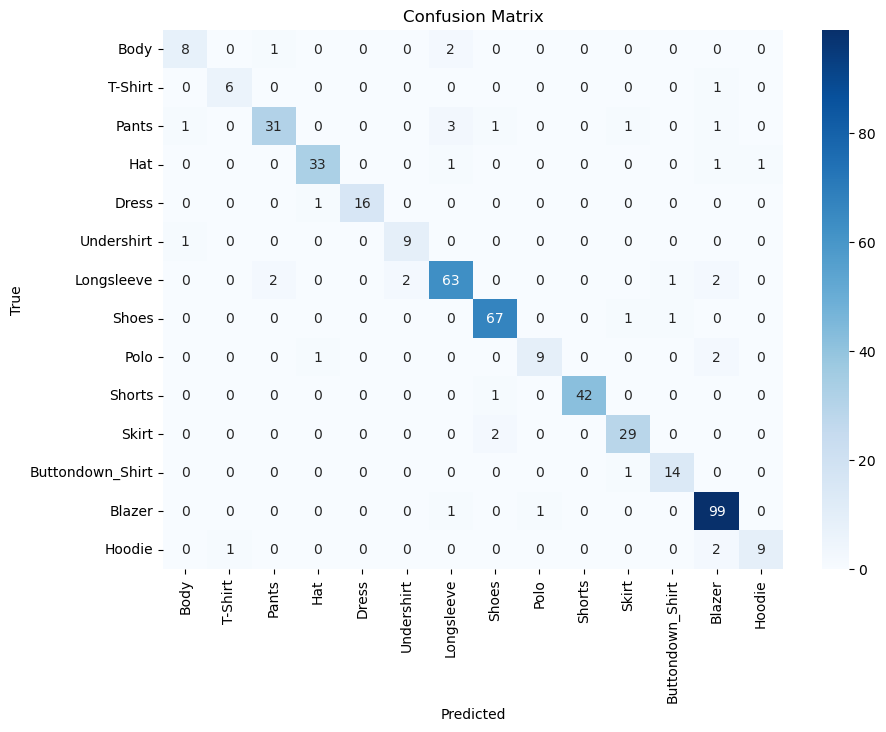 Confusion Matrix
Body 8 0 1 0 0 0 2 0 0 0 0 0 0 0
T-Shirt 0 6 0 0 0 0 0 0 0 0 0 0 1 0
Pants 1 0 31 0 0 0 3 1 0 0 1 0 1 0
Hat 0 0 0 33 0 0 1 0 0 0 0 0 1 1
Dress 0 0 0 1 16 0 0 0 0 0 0 0 0 0
Undershirt 1 0 0 0 0 9 0 0 0 0 0 0 0 0
Longsleeve 0 0 2 0 0 2 63 0 0 0 0 1 2 0
Shoes 0 0 0 0 0 0 0 67 0 0 1 1 0 0
Polo 0 0 0 1 0 0 0 0 9 0 0 0 2 0
Shorts 0 0 0 0 0 0 0 1 0 42 0 0 0 0
Skirt 0 0 0 0 0 0 0 2 0 0 29 0 0 0
Buttondown_Shirt 0 0 0 0 0 0 0 0 0 0 1 14 0 0
Blazer 0 0 0 0 0 0 1 0 1 0 0 0 99 0
Hoodie 0 1 0 0 0 0 0 0 0 0 0 0 2 9
True
Body
T-Shirt
Pants
Hat
Dress
Undershirt
Longsleeve
Shoes
Polo
Shorts
Skirt
Buttondown_Shirt
Blazer
Hoodie
Predicted
80
60
40
20
0